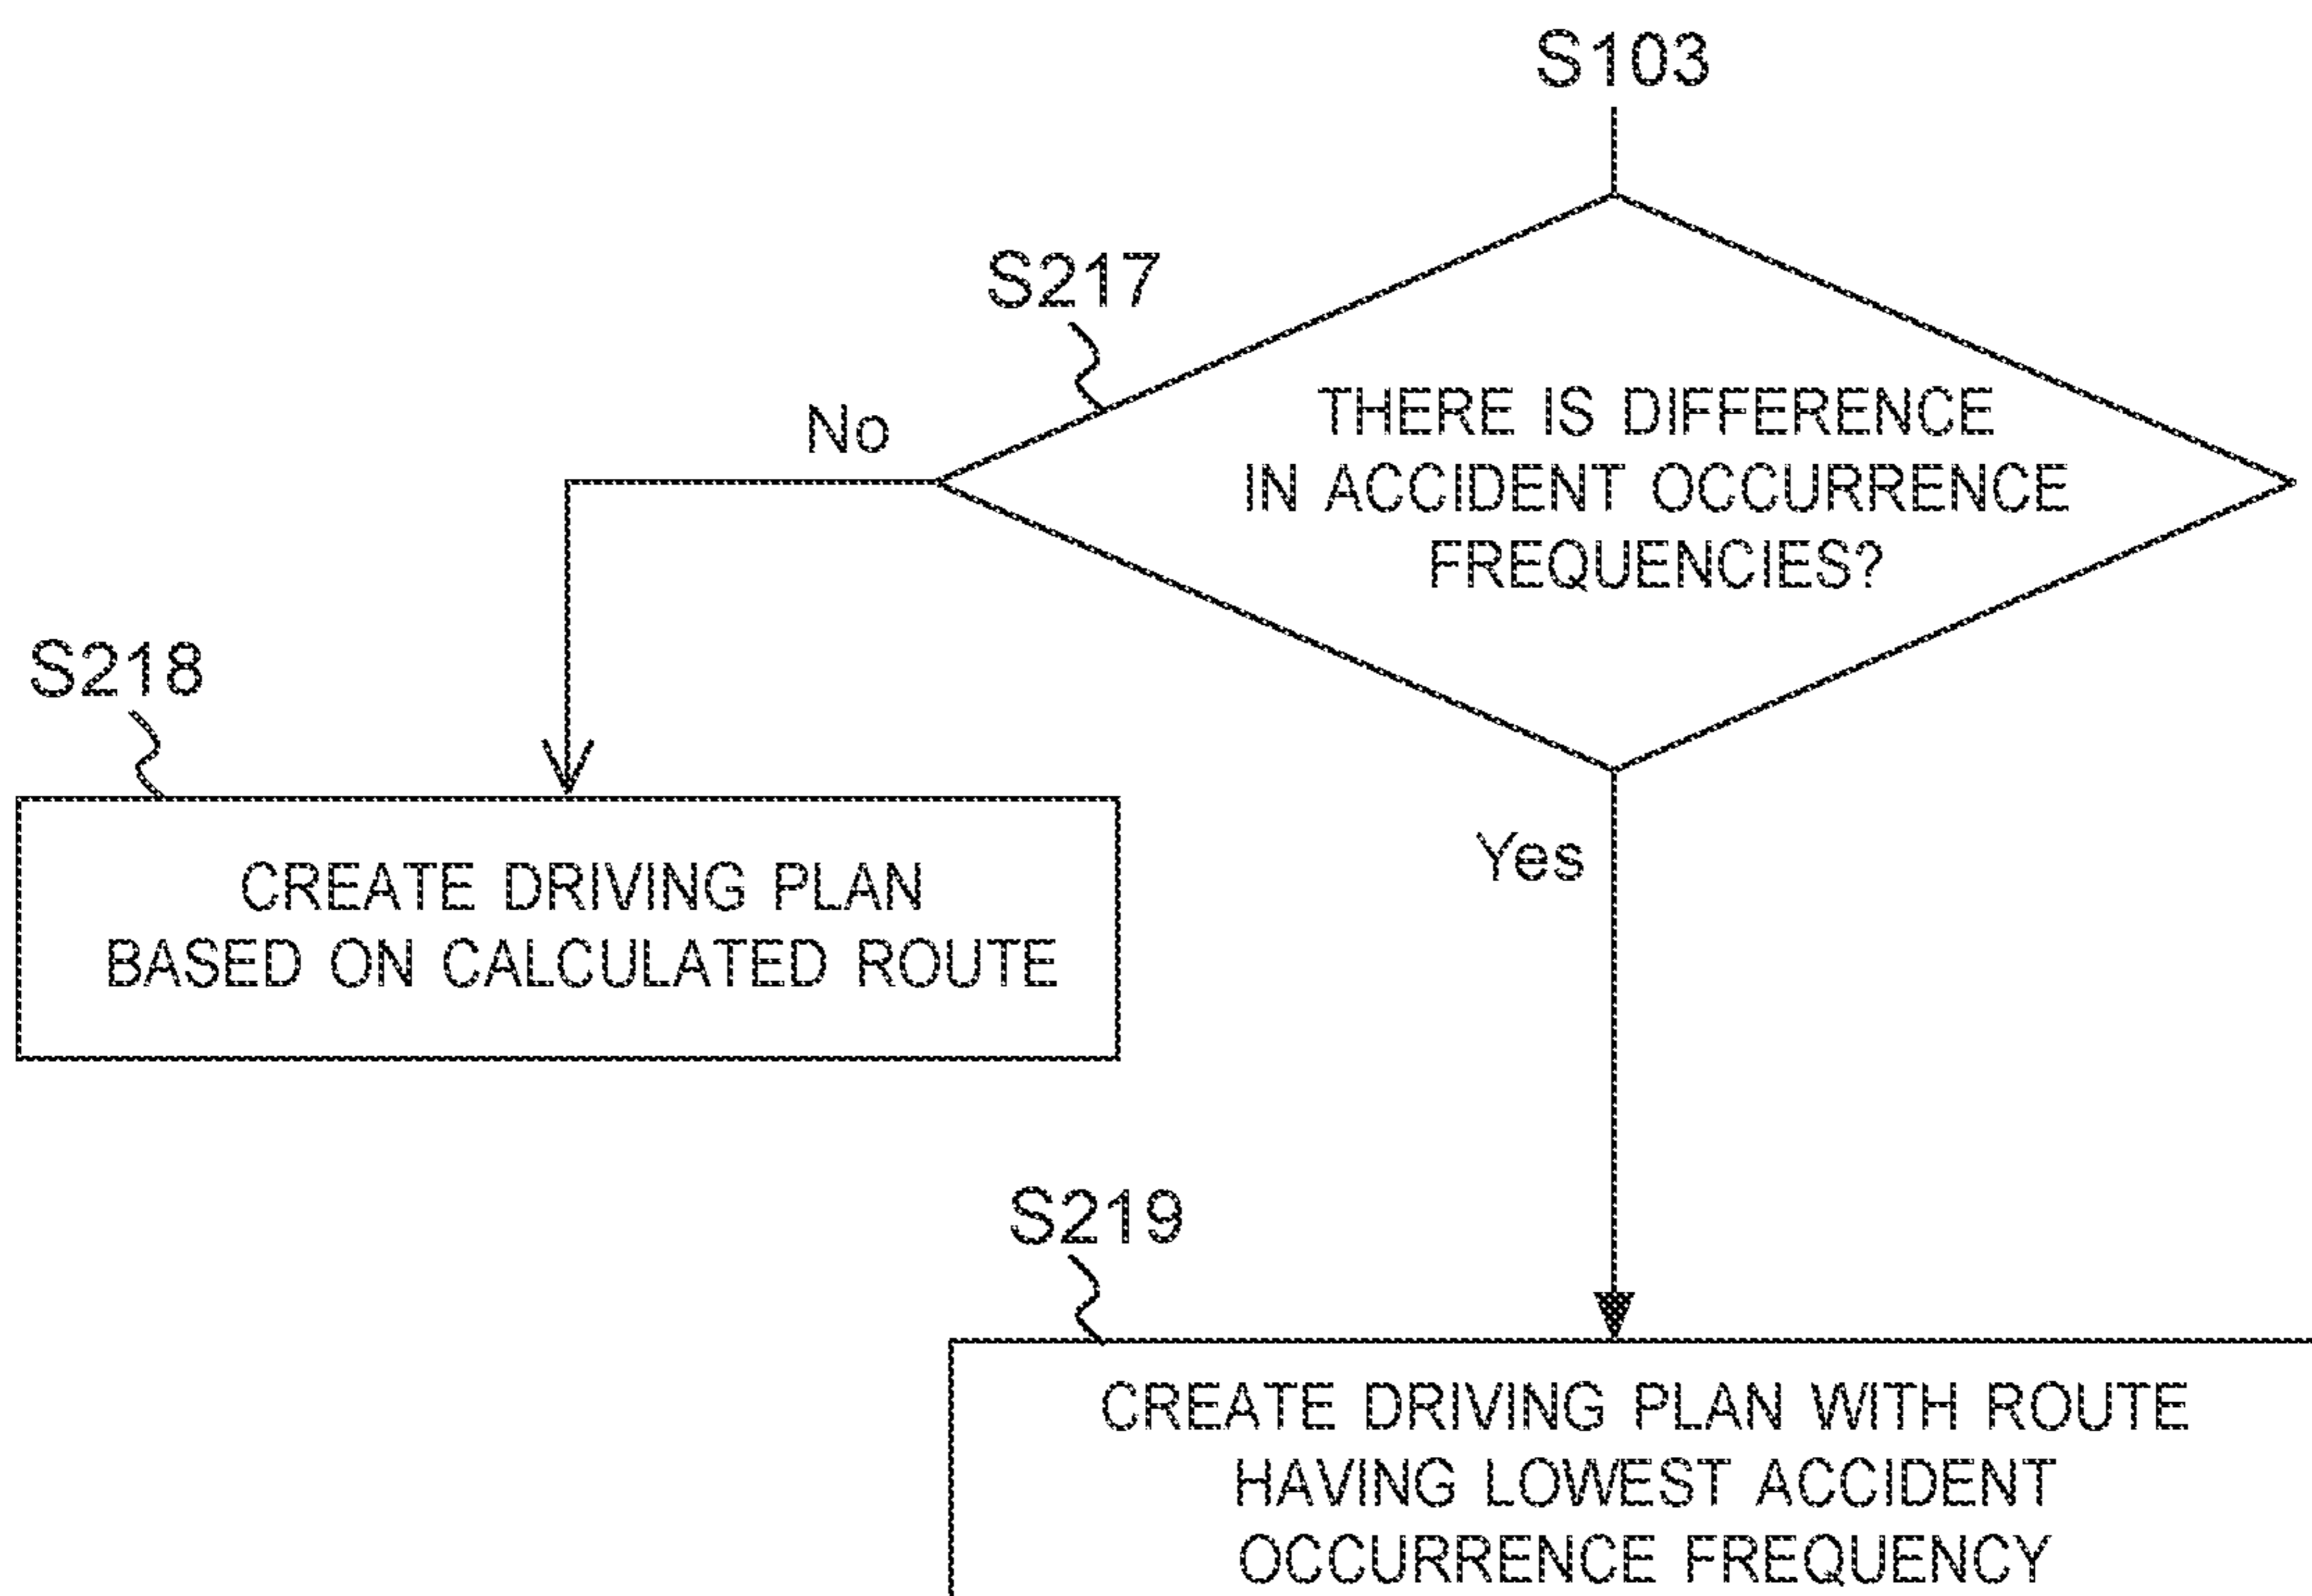 S103
S217
No
THERE IS DIFFERENCE
IN ACCIDENT OCCURRENCE
FREQUENCIES?
S218
CREATE DRIVING PLAN
BASED ON CALCULATED ROUTE
Yes
S219
CREATE DRIVING PLAN WITH ROUTE
HAVING LOWEST ACCIDENT
OCCURRENCE FREQUENCY